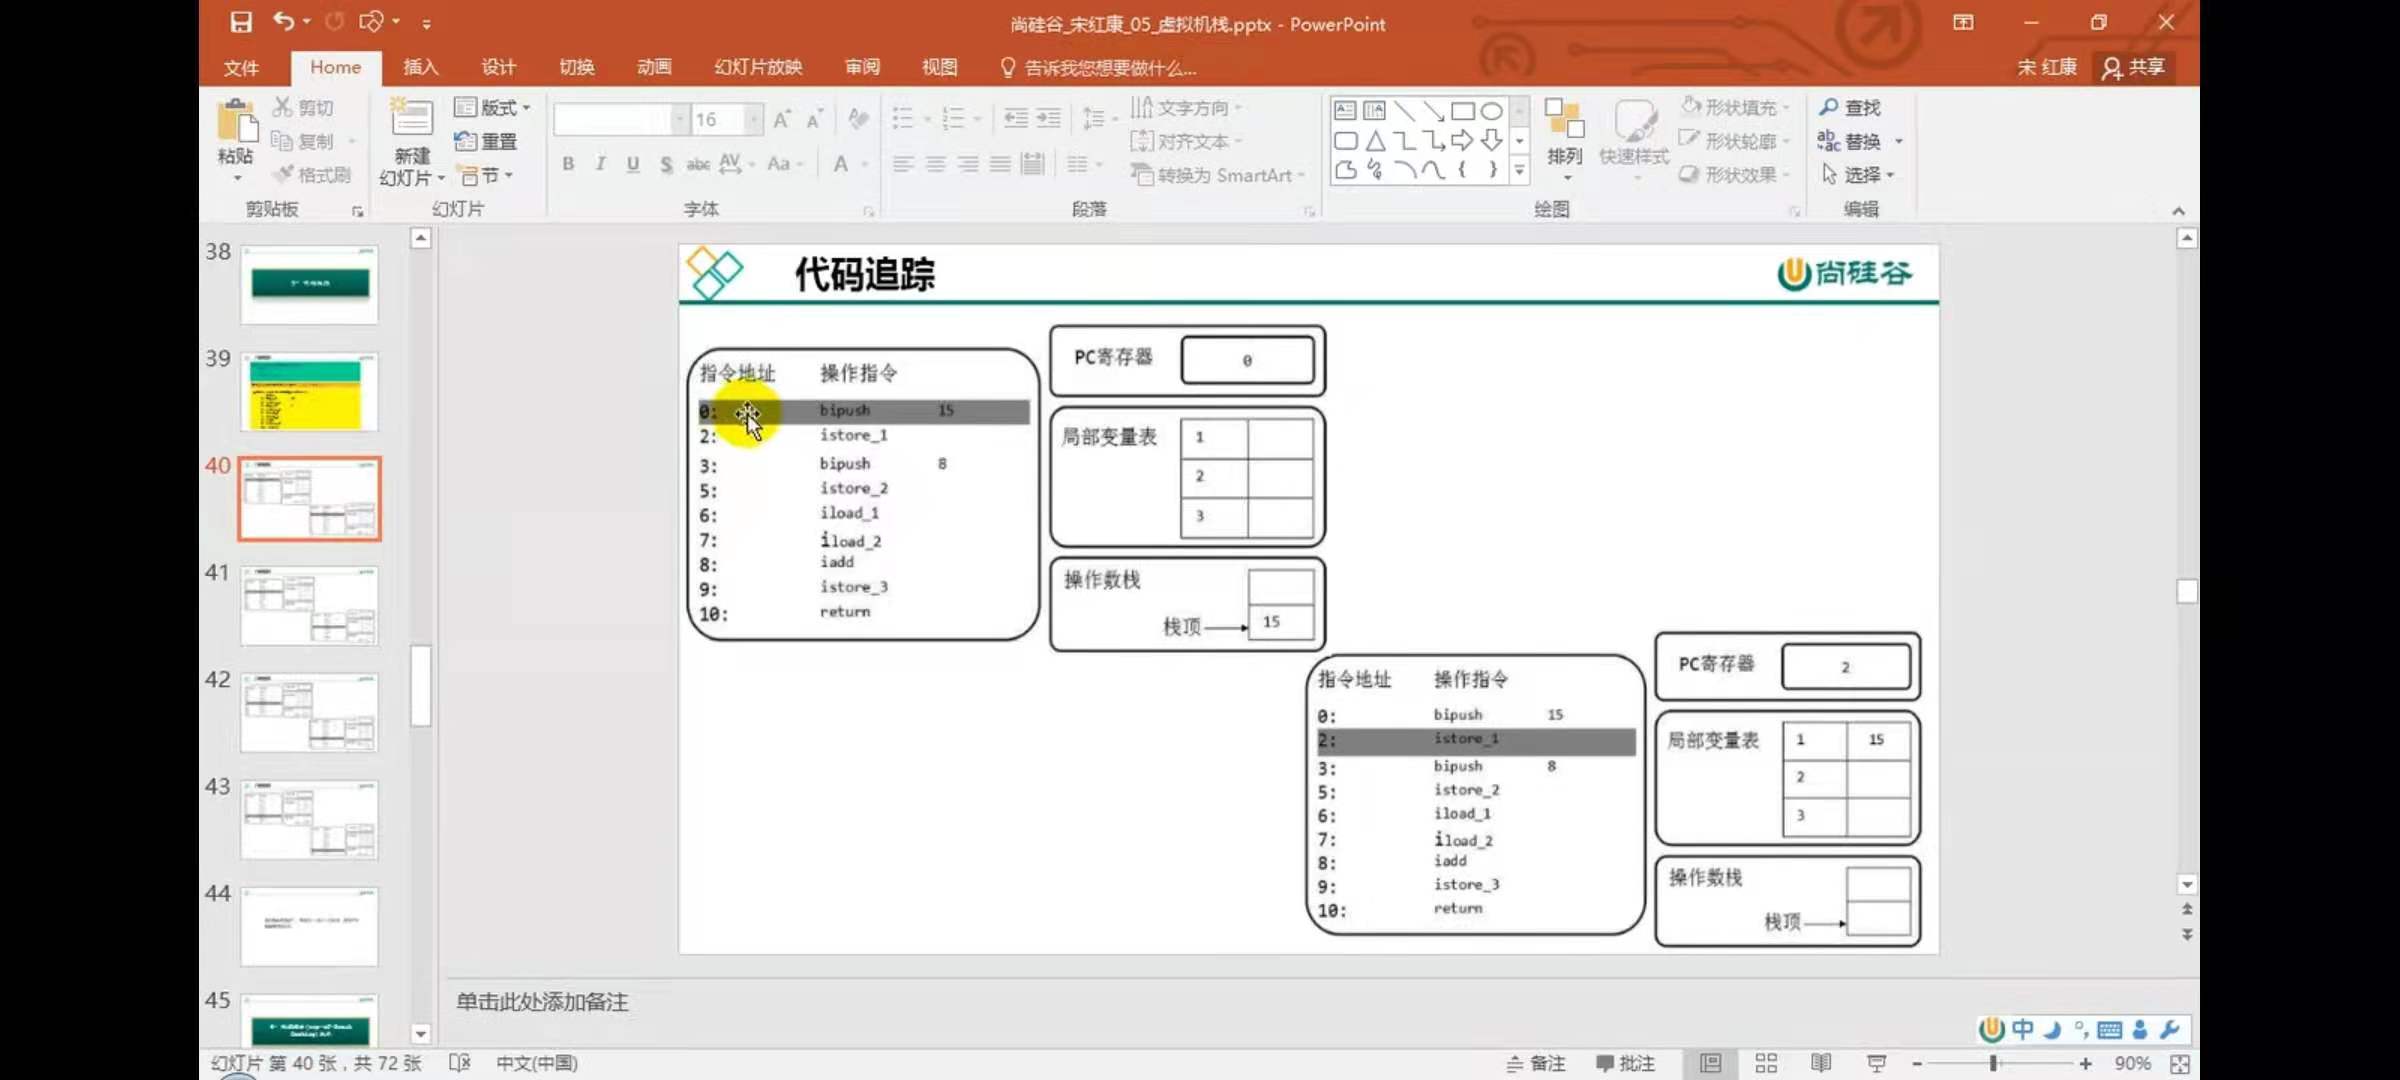 尚硅谷_宋红康_05_虚拟机栈.pptx - PowerPoint
文件 Home 插入 设计 切换 动画 幻灯片放映 审阅 视图 告诉我您想要做什么... 宋 红康 共享
粘贴 剪切 复制 格式刷 剪贴板
新建 幻灯片 版式 重置 节 幻灯片
16 B I U S abc AV Aa A 字体
文字方向 对齐文本 转换为 SmartArt 段落
排列 快速样式 形状填充 形状轮廓 形状效果 绘图
查找 替换 选择 编辑
38
39
40
41
42
43
44
45
代码追踪
尚硅谷
指令地址 操作指令
0: bipush 15
2: istore_1
3: bipush 8
5: istore_2
6: iload_1
7: iload_2
8: iadd
9: istore_3
10: return
PC寄存器 0
局部变量表 1
2
3
操作数栈
栈顶 15
指令地址 操作指令
0: bipush 15
2: istore_1
3: bipush 8
5: istore_2
6: iload_1
7: iload_2
8: iadd
9: istore_3
10: return
PC寄存器 2
局部变量表 1 15
2
3
操作数栈
栈顶
单击此处添加备注
中
幻灯片 第 40 张，共 72 张 中文(中国) 备注 批注 90%